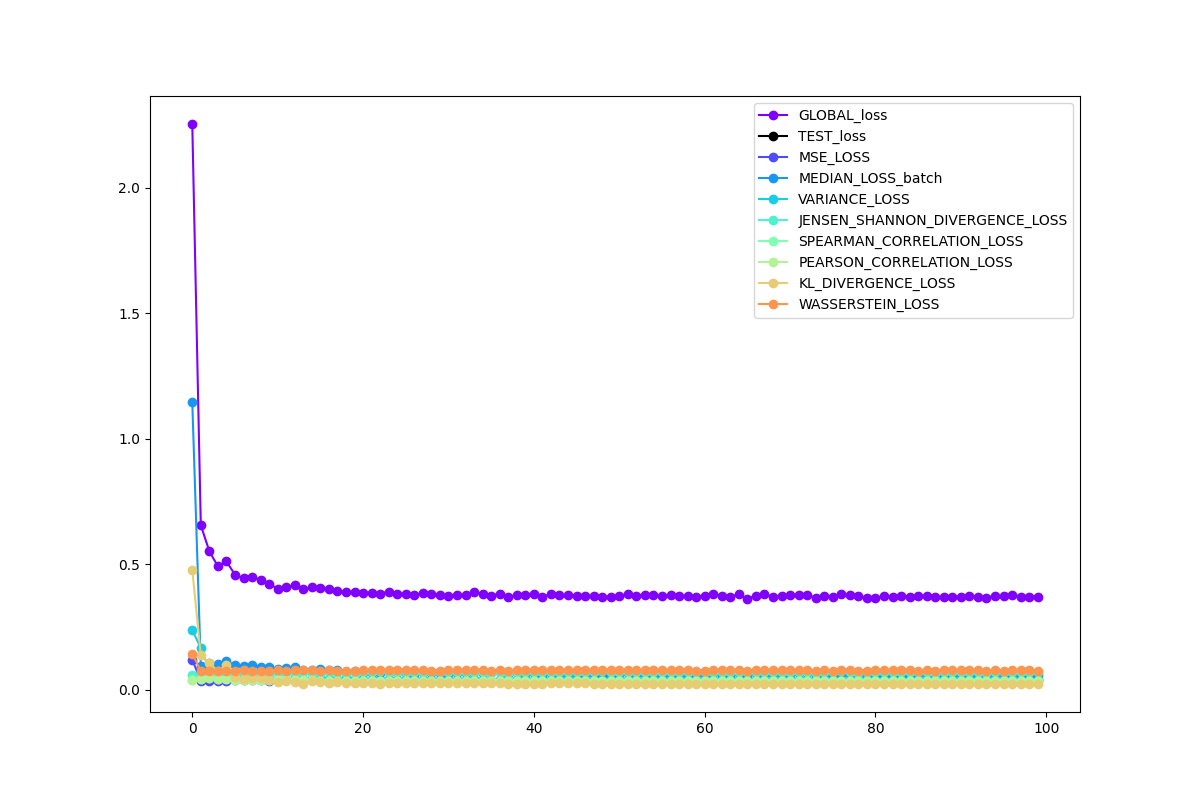 GLOBAL_loss
TEST_loss
MSE_LOSS
MEDIAN_LOSS_batch
VARIANCE_LOSS
JENSEN_SHANNON_DIVERGENCE_LOSS
SPEARMAN_CORRELATION_LOSS
PEARSON_CORRELATION_LOSS
KL_DIVERGENCE_LOSS
WASSERSTEIN_LOSS
2.0
1.5
1.0
0.5
0.0
0 20 40 60 80 100